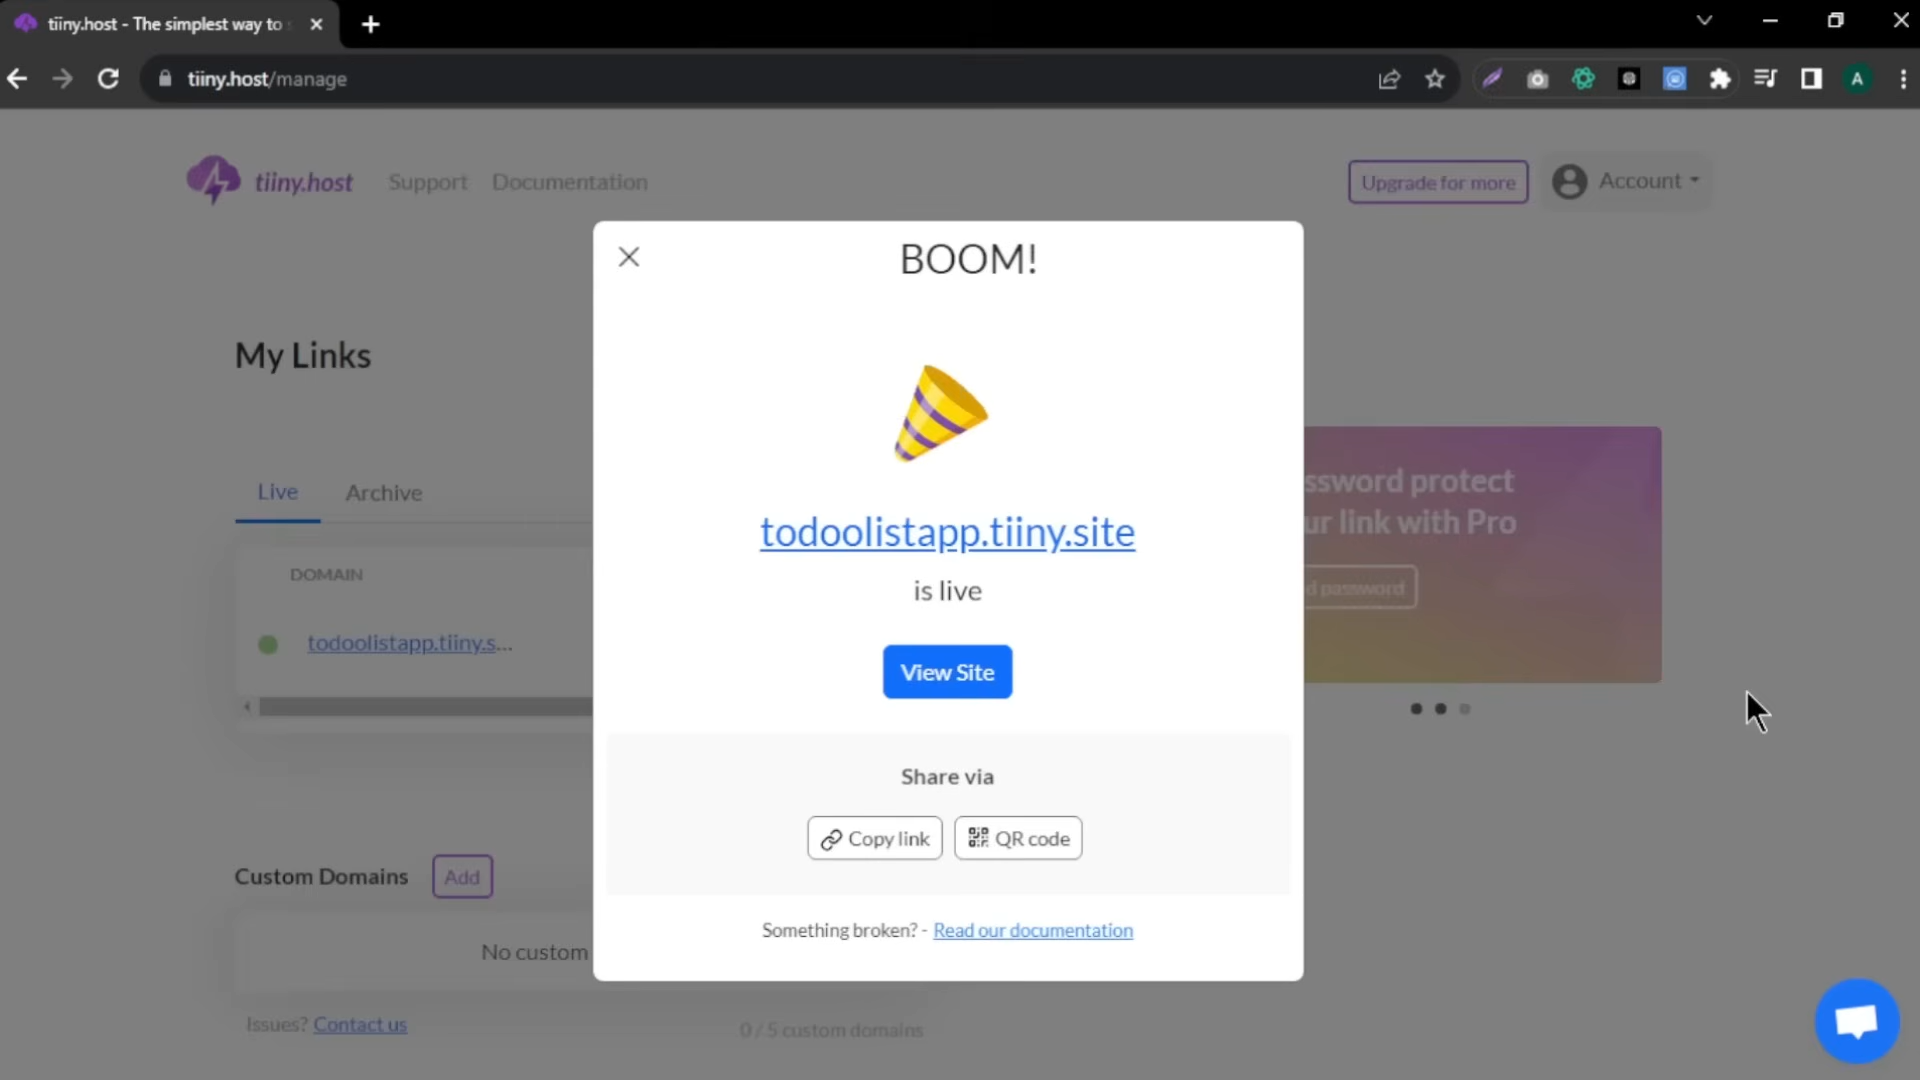 tiiny.host - The simplest way to
tiiny.host/manage
A
tiiny.host
Support
Documentation
Upgrade for more
Account
BOOM!
My Links
Live
Archive
DOMAIN
todoolistapp.tiiny.s...
todoolistapp.tiiny.site
is live
View Site
ssword protect
ur link with Pro
d password
Share via
Copy link
QR code
Something broken? - Read our documentation
Custom Domains
Add
No custom
Issues? Contact us
0 / 5 custom domains